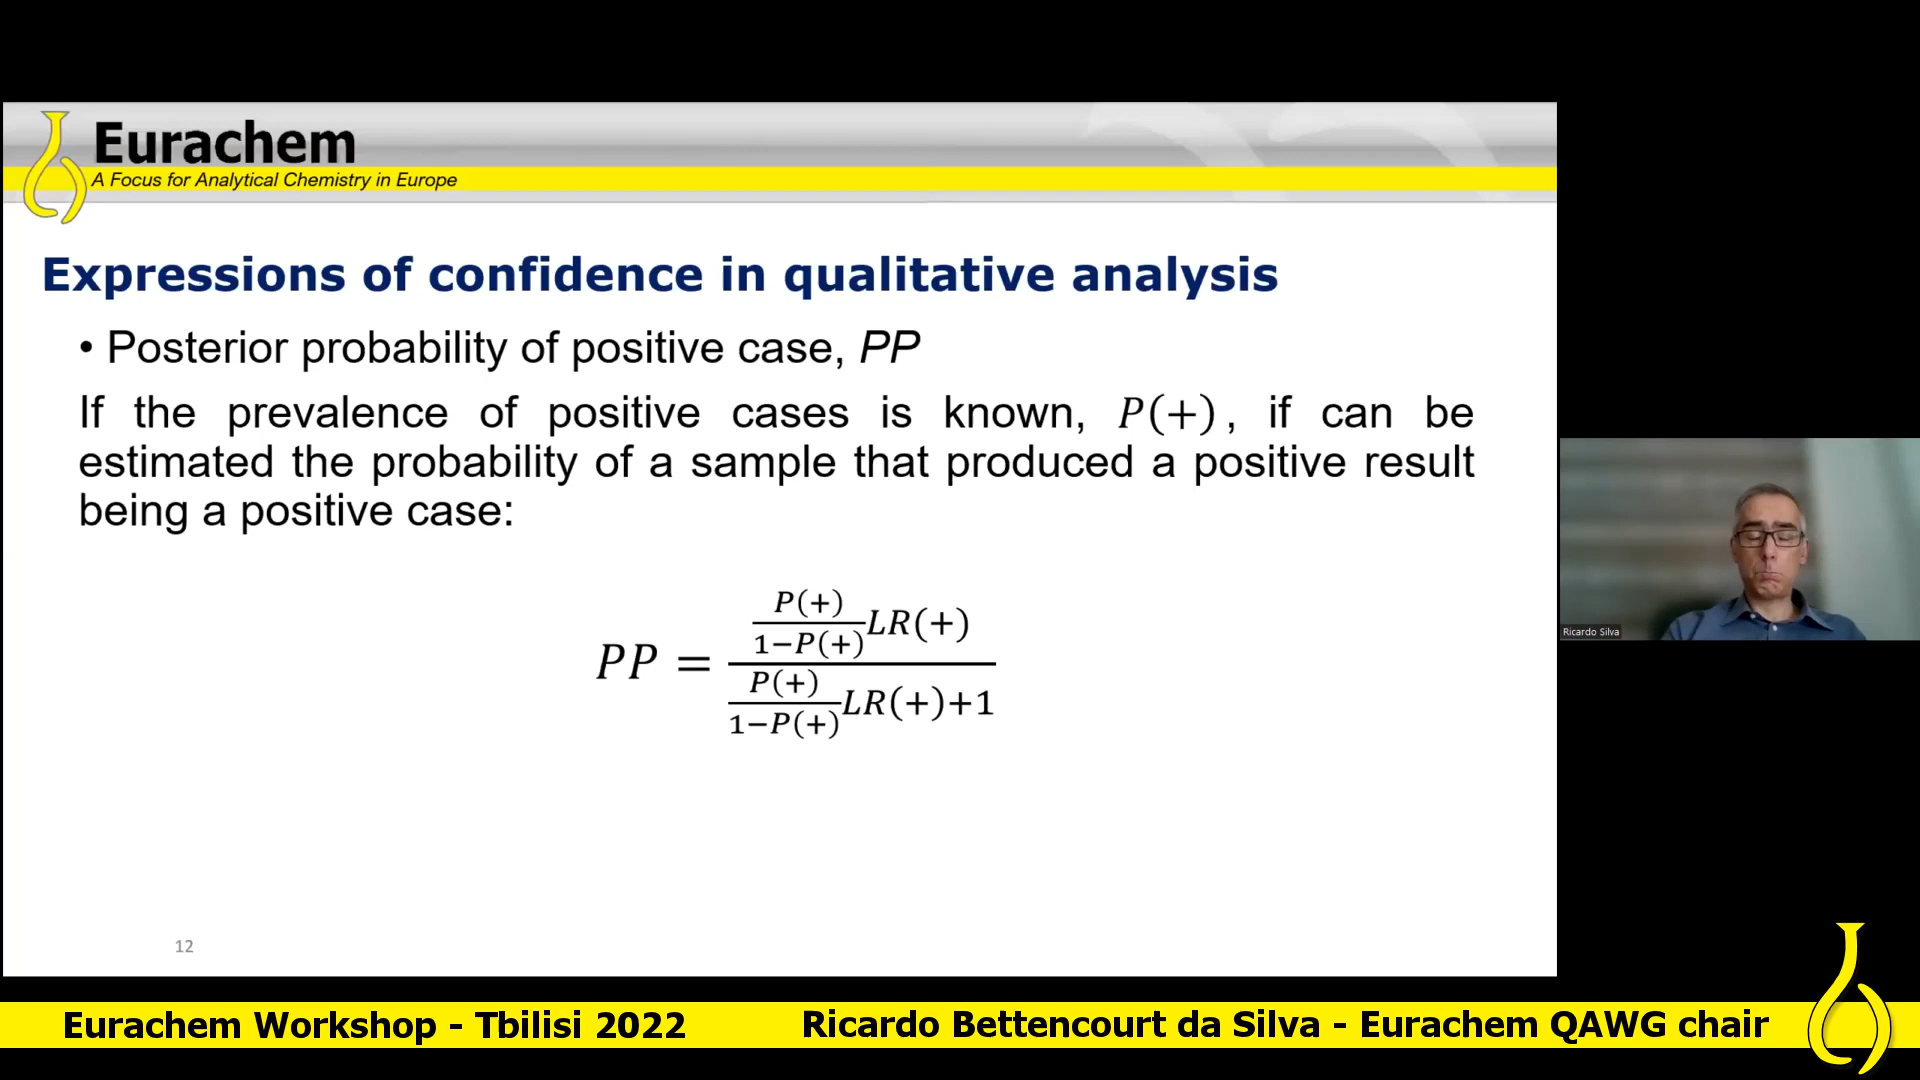 Eurachem
A Focus for Analytical Chemistry in Europe
Expressions of confidence in qualitative analysis
• Posterior probability of positive case, PP
If the prevalence of positive cases is known, P(+), if can be
estimated the probability of a sample that produced a positive result
being a positive case:
PP = \frac{\frac{P(+)}{1−P(+)}LR(+)}{\frac{P(+)}{1−P(+)}LR(+)+1}
Ricardo Silva
12
Eurachem Workshop - Tbilisi 2022
Ricardo Bettencourt da Silva - Eurachem QAWG chair